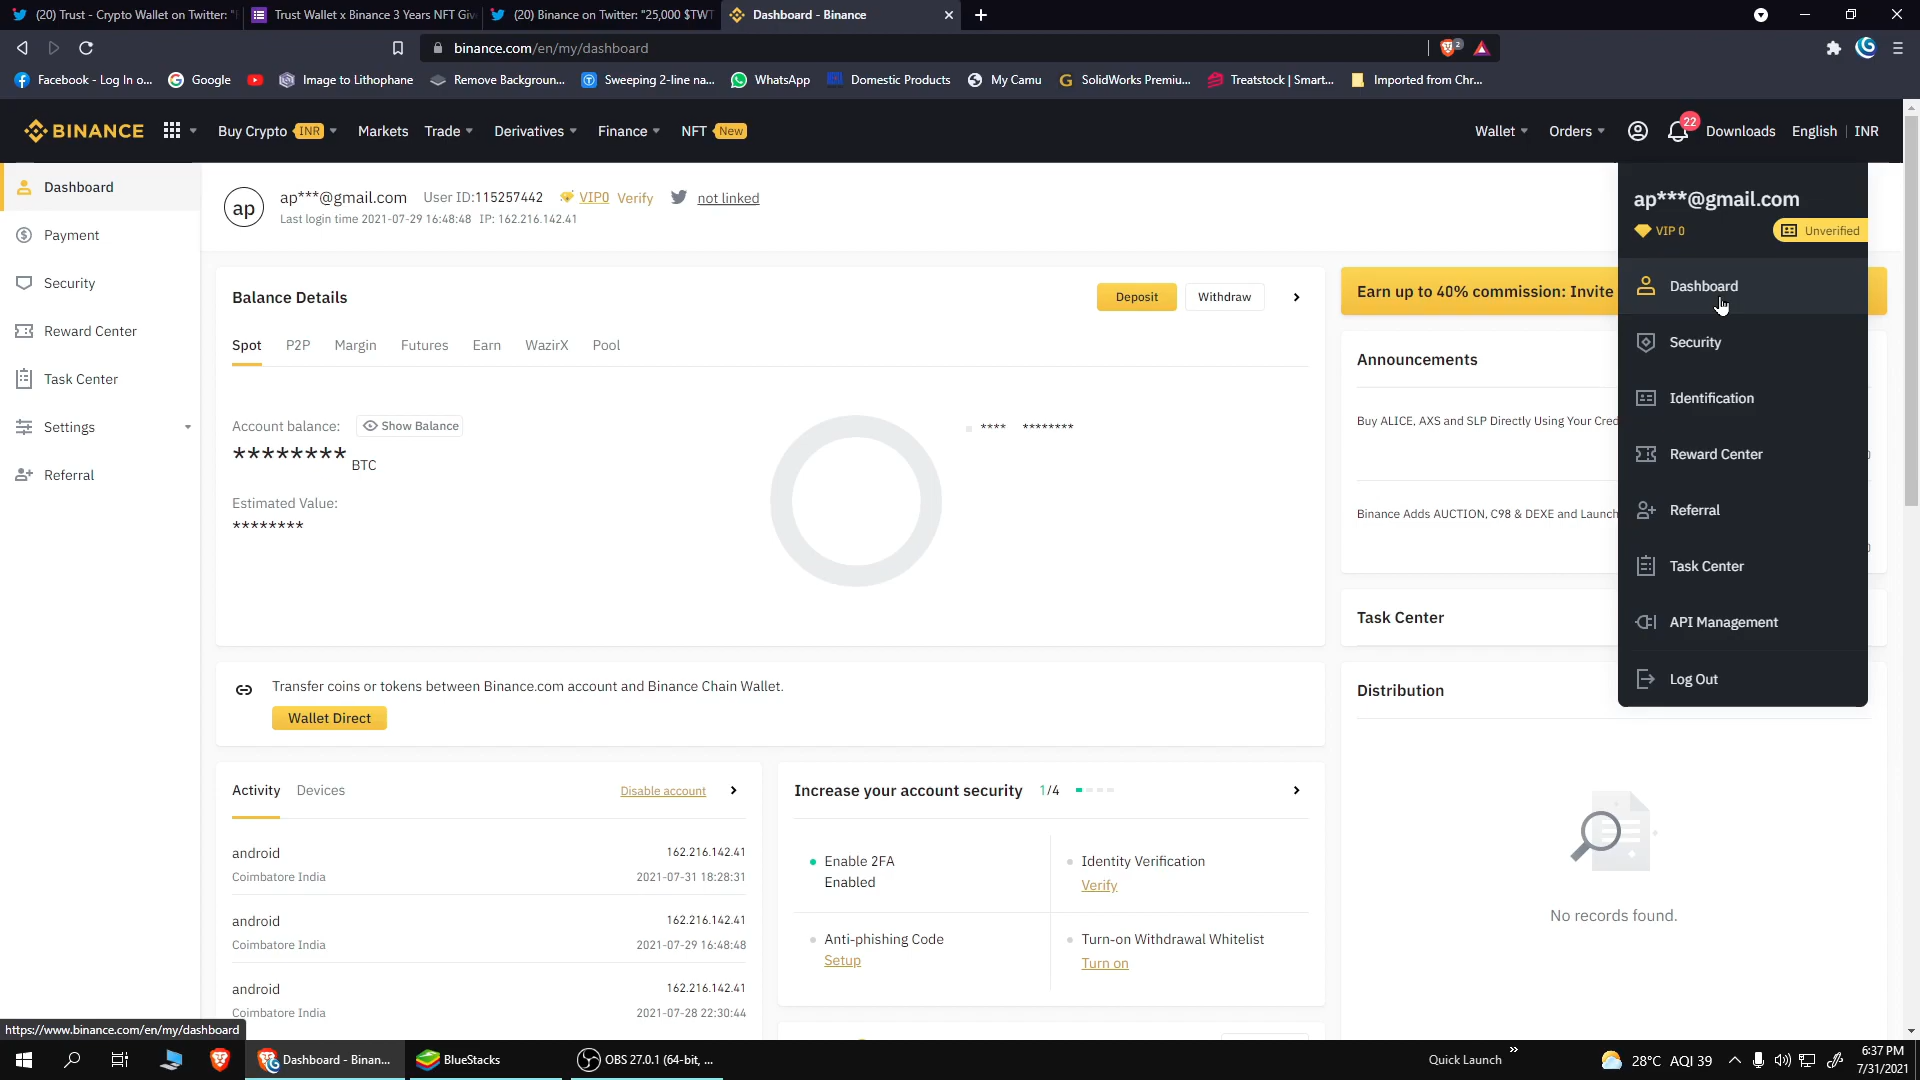 (20) Trust - Crypto Wallet on Twitter: "
Trust Wallet x Binance 3 Years NFT Giv
(20) Binance on Twitter: "25,000 $TWT
Dashboard - Binance
binance.com/en/my/dashboard
2
Facebook - Log In o...
Google
Image to Lithophane
Remove Backgroun...
Sweeping 2-line na...
WhatsApp
Domestic Products
My Camu
SolidWorks Premiu...
Treatstock | Smart...
Imported from Chr...
BINANCE
Buy Crypto INR
Markets
Trade
Derivatives
Finance
NFT New
Wallet
Orders
22
Downloads
English
INR
Dashboard
Payment
Security
Reward Center
Task Center
Settings
Referral
ap
ap***@gmail.com
User ID:115257442
VIP0
Verify
not linked
Last login time 2021-07-29 16:48:48 IP: 162.216.142.41
Balance Details
Deposit
Withdraw
Spot
P2P
Margin
Futures
Earn
WazirX
Pool
Account balance:
Show Balance
******** BTC
Estimated Value:
********
**** ********
Transfer coins or tokens between Binance.com account and Binance Chain Wallet.
Wallet Direct
Activity
Devices
Disable account
android 162.216.142.41
Coimbatore India 2021-07-31 18:28:31
android 162.216.142.41
Coimbatore India 2021-07-29 16:48:48
android 162.216.142.41
Coimbatore India 2021-07-28 22:30:44
Increase your account security 1/4
Enable 2FA
Enabled
Identity Verification
Verify
Anti-phishing Code
Setup
Turn-on Withdrawal Whitelist
Turn on
Earn up to 40% commission: Invite
Announcements
Buy ALICE, AXS and SLP Directly Using Your Cred
Binance Adds AUCTION, C98 & DEXE and Launch
Task Center
Distribution
No records found.
ap***@gmail.com
VIP 0
Unverified
Dashboard
Security
Identification
Reward Center
Referral
Task Center
API Management
Log Out
https://www.binance.com/en/my/dashboard
Dashboard - Binan...
BlueStacks
OBS 27.0.1 (64-bit, ...
Quick Launch
28°C AQI 39
6:37 PM
7/31/2021